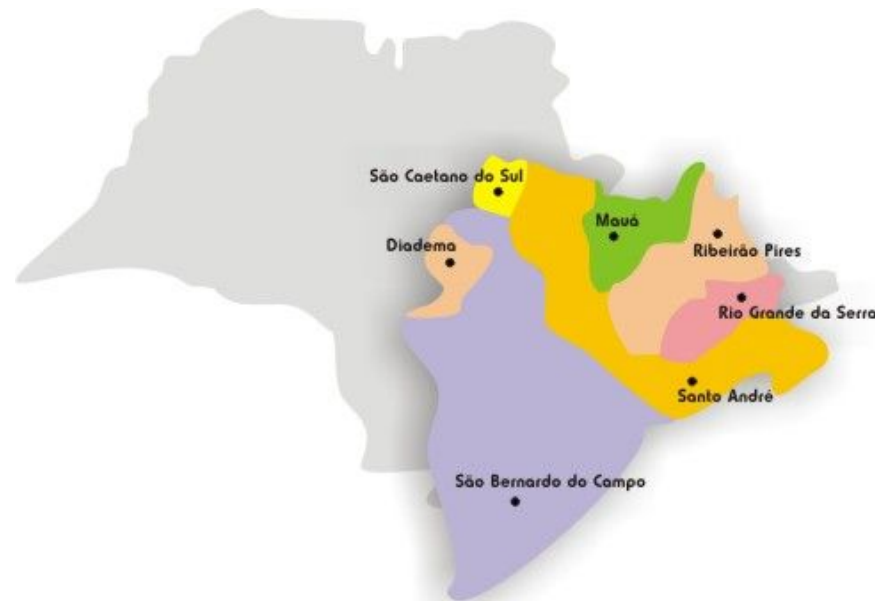 São Caetano do Sul
Mauá
Diadema
Ribeirão Pires
Rio Grande da Serra
Santo André
São Bernardo do Campo